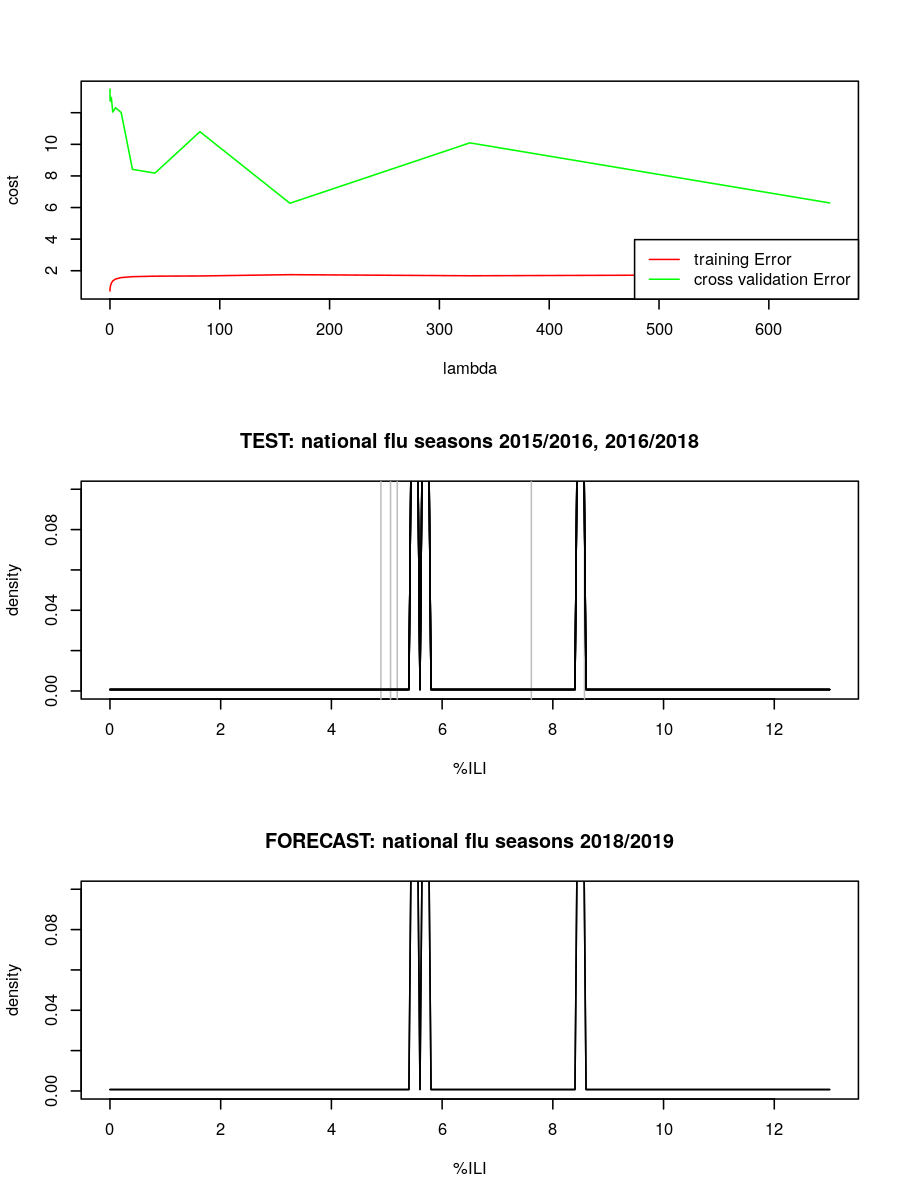 cost
10
8
6
4
2
training Error
cross validation Error
0 100 200 300 400 500 600
lambda
TEST: national flu seasons 2015/2016, 2016/2018
density
0.08
0.04
0.00
0 2 4 6 8 10 12
%ILI
FORECAST: national flu seasons 2018/2019
density
0.08
0.04
0.00
0 2 4 6 8 10 12
%ILI